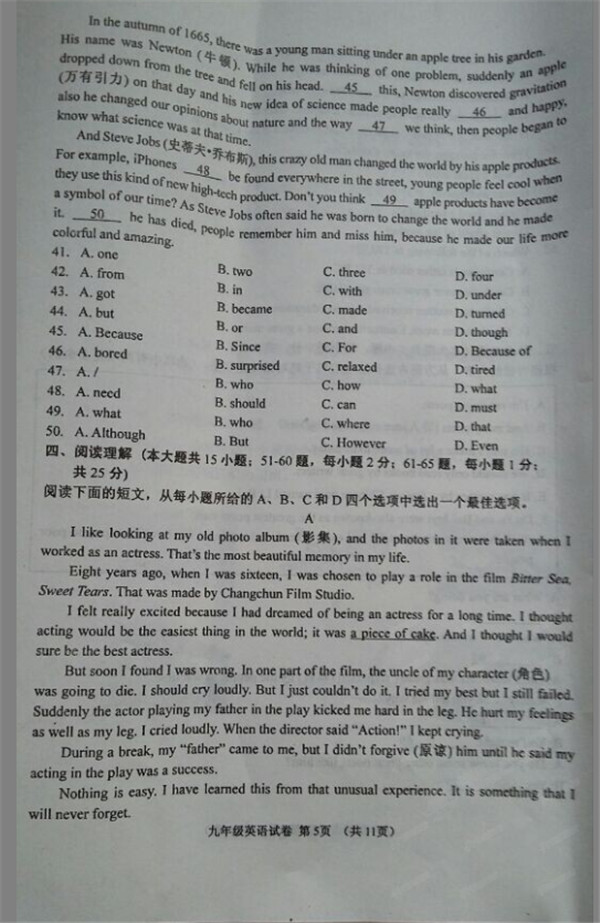 In the autumn of 1665, there was a young man sitting under an apple tree in his garden.
His name was Newton (牛顿). While he was thinking of one problem, suddenly an apple
dropped down from the tree and fell on his head. 45 this, Newton discovered gravitation
(万有引力) on that day and his new idea of science made people really 46 and happy,
also he changed our opinions about nature and the way 47 we think, then people began to
know what science was at that time.
And Steve Jobs (史蒂夫•乔布斯), this crazy old man changed the world by his apple products.
For example, iPhones 48 be found everywhere in the street, young people feel cool when
they use this kind of new high-tech product. Don't you think 49 apple products have become
a symbol of our time? As Steve Jobs often said he was born to change the world and he made
it. 50 he has died, people remember him and miss him, because he made our life more
colorful and amazing.
41. A. one B. two C. three D. four
42. A. from B. in C. with D. under
43. A. got B. became C. made D. turned
44. A. but B. or C. and D. though
45. A. Because B. Since C. For D. Because of
46. A. bored B. surprised C. relaxed D. tired
47. A. / B. who C. how D. what
48. A. need B. should C. can D. must
49. A. what B. who C. where D. that
50. A. Although B. But C. However D. Even
四、阅读理解 (本大题共 15 小题；51-60 题，每小题 2 分；61-65 题，每小题 1 分；
共 25 分)
阅读下面的短文，从每小题所给的 A、B、C 和 D 四个选项中选出一个最佳选项。
A
I like looking at my old photo album (影集), and the photos in it were taken when I
worked as an actress. That's the most beautiful memory in my life.
Eight years ago, when I was sixteen, I was chosen to play a role in the film Bitter Sea,
Sweet Tears. That was made by Changchun Film Studio.
I felt really excited because I had dreamed of being an actress for a long time. I thought
acting would be the easiest thing in the world; it was a piece of cake. And I thought I would
sure be the best actress.
But soon I found I was wrong. In one part of the film, the uncle of my character (角色)
was going to die. I should cry loudly. But I just couldn't do it. I tried my best but I still failed.
Suddenly the actor playing my father in the play kicked me hard in the leg. He hurt my feelings
as well as my leg. I cried loudly. When the director said “Action!” I kept crying.
During a break, my “father” came to me, but I didn't forgive (原谅) him until he said my
acting in the play was a success.
Nothing is easy. I have learned this from that unusual experience. It is something that I
will never forget.
九年级英语试卷 第 5页 (共 11页)